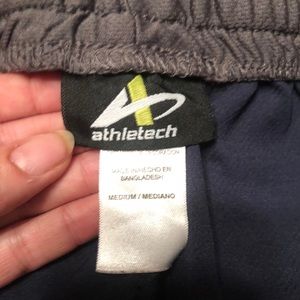 athletech
MADE IN/HECHO EN
BANGLADESH
MEDIUM / MEDIANO